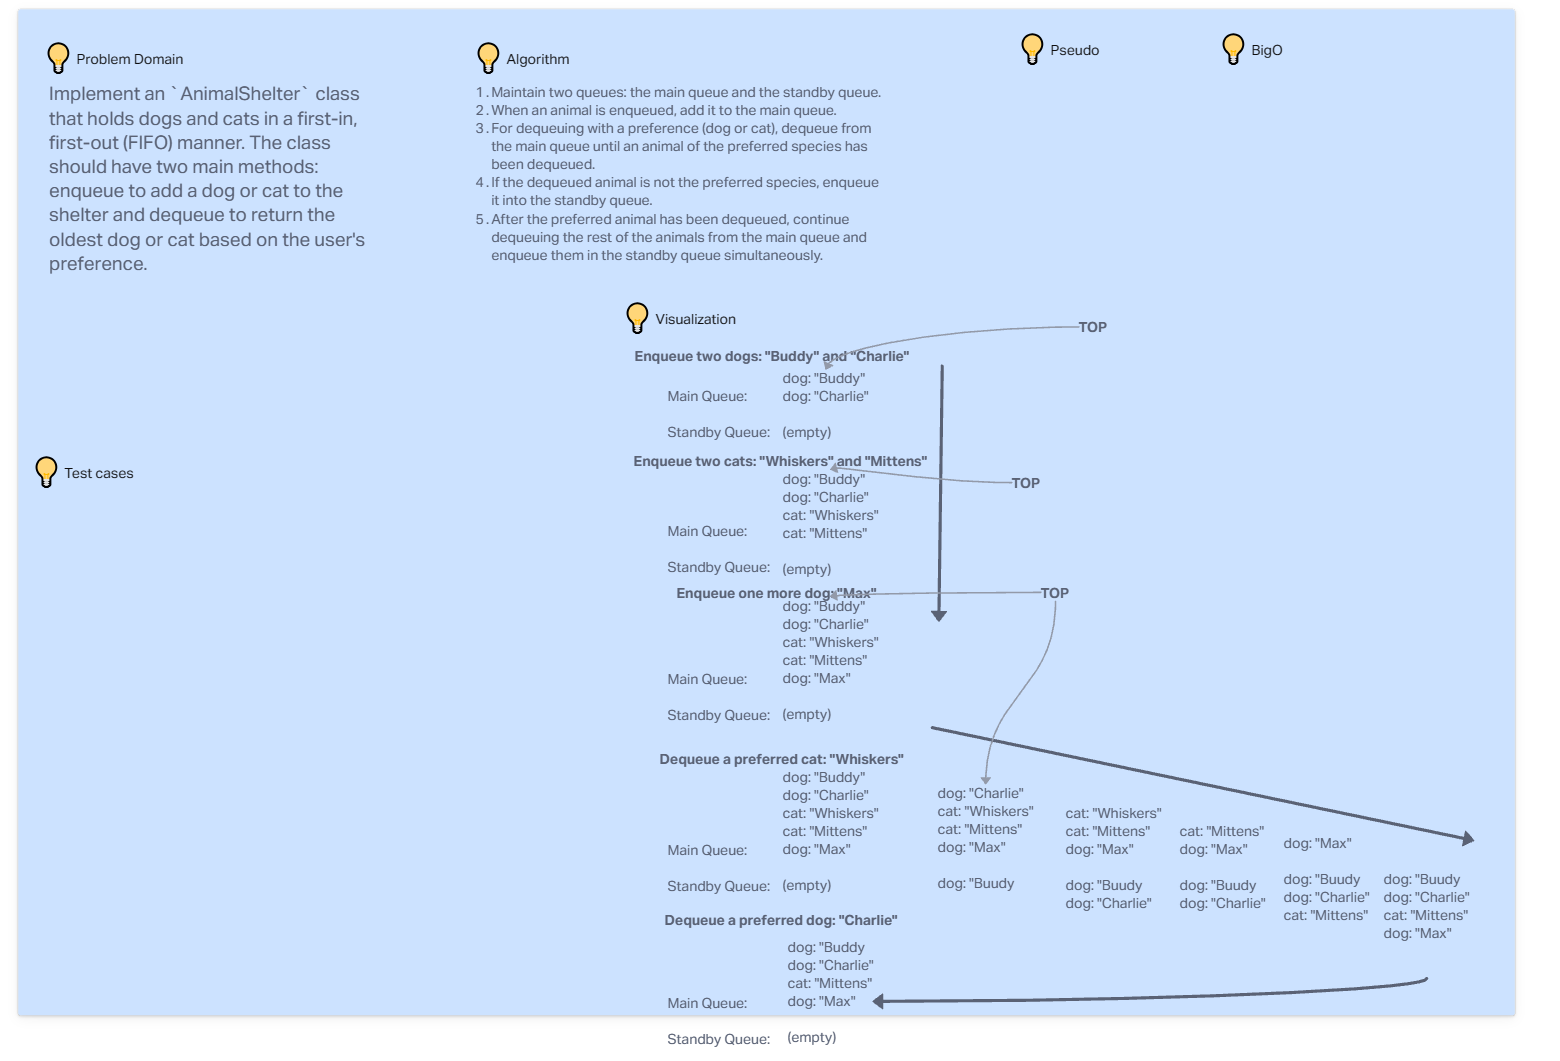 Problem Domain
Implement an `AnimalShelter` class
that holds dogs and cats in a first-in,
first-out (FIFO) manner. The class
should have two main methods:
enqueue to add a dog or cat to the
shelter and dequeue to return the
oldest dog or cat based on the user's
preference.
Algorithm
1. Maintain two queues: the main queue and the standby queue.
2. When an animal is enqueued, add it to the main queue.
3. For dequeuing with a preference (dog or cat), dequeue from
the main queue until an animal of the preferred species has
been dequeued.
4. If the dequeued animal is not the preferred species, enqueue
it into the standby queue.
5. After the preferred animal has been dequeued, continue
dequeuing the rest of the animals from the main queue and
enqueue them in the standby queue simultaneously.
Pseudo
BigO
Test cases
Visualization
TOP
Enqueue two dogs: "Buddy" and "Charlie"
dog: "Buddy"
Main Queue: dog: "Charlie"
Standby Queue: (empty)
Enqueue two cats: "Whiskers" and "Mittens"
TOP
dog: "Buddy"
dog: "Charlie"
cat: "Whiskers"
Main Queue: cat: "Mittens"
Standby Queue: (empty)
Enqueue one more dog: "Max"
TOP
dog: "Buddy"
dog: "Charlie"
cat: "Whiskers"
cat: "Mittens"
Main Queue: dog: "Max"
Standby Queue: (empty)
Dequeue a preferred cat: "Whiskers"
dog: "Buddy"
dog: "Charlie"
cat: "Whiskers"
cat: "Mittens"
Main Queue: dog: "Max"
Standby Queue: (empty)
dog: "Charlie"
cat: "Whiskers"
cat: "Mittens"
dog: "Max"
dog: "Buudy
cat: "Whiskers"
cat: "Mittens"
dog: "Max"
dog: "Buudy
dog: "Charlie"
cat: "Mittens"
dog: "Max"
dog: "Buudy
dog: "Charlie"
dog: "Max"
dog: "Buudy
dog: "Charlie"
cat: "Mittens"
dog: "Buudy
dog: "Charlie"
cat: "Mittens"
dog: "Max"
Dequeue a preferred dog: "Charlie"
dog: "Buddy
dog: "Charlie"
cat: "Mittens"
Main Queue: dog: "Max"
Standby Queue: (empty)